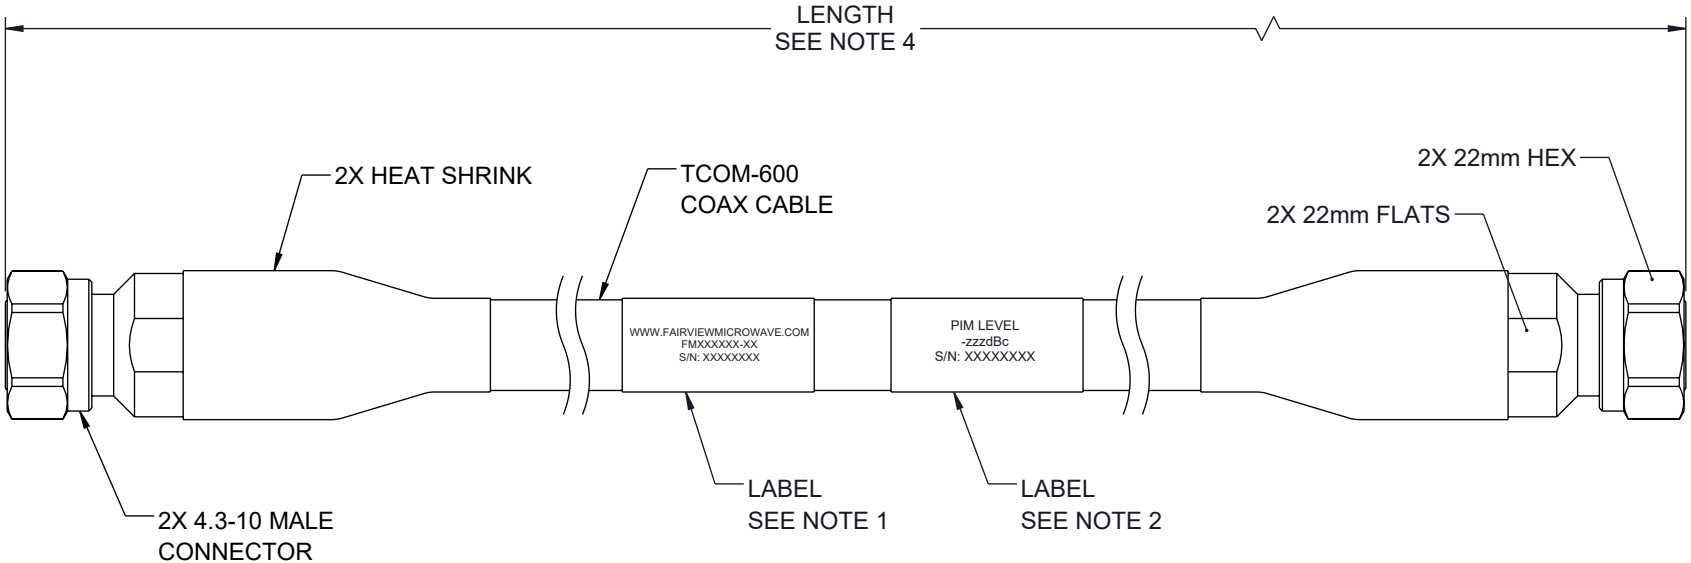 LENGTH
SEE NOTE 4
2X HEAT SHRINK
TCOM-600
COAX CABLE
2X 22mm HEX
2X 22mm FLATS
WWW.FAIRVIEWMICROWAVE.COM
FMXXXXXX-XX
S/N: XXXXXXXX
PIM LEVEL
-zzzdBc
S/N: XXXXXXXX
LABEL
SEE NOTE 1
LABEL
SEE NOTE 2
2X 4.3-10 MALE
CONNECTOR